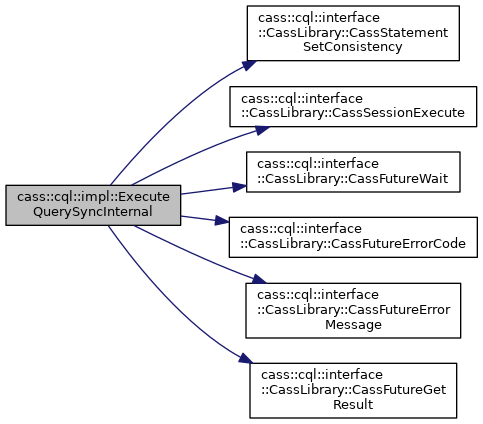 cass::cql::interface
::CassLibrary::CassStatement
SetConsistency
cass::cql::interface
::CassLibrary::CassSessionExecute
cass::cql::interface
::CassLibrary::CassFutureWait
cass::cql::impl::Execute
QuerySyncInternal
cass::cql::interface
::CassLibrary::CassFutureErrorCode
cass::cql::interface
::CassLibrary::CassFutureError
Message
cass::cql::interface
::CassLibrary::CassFutureGet
Result